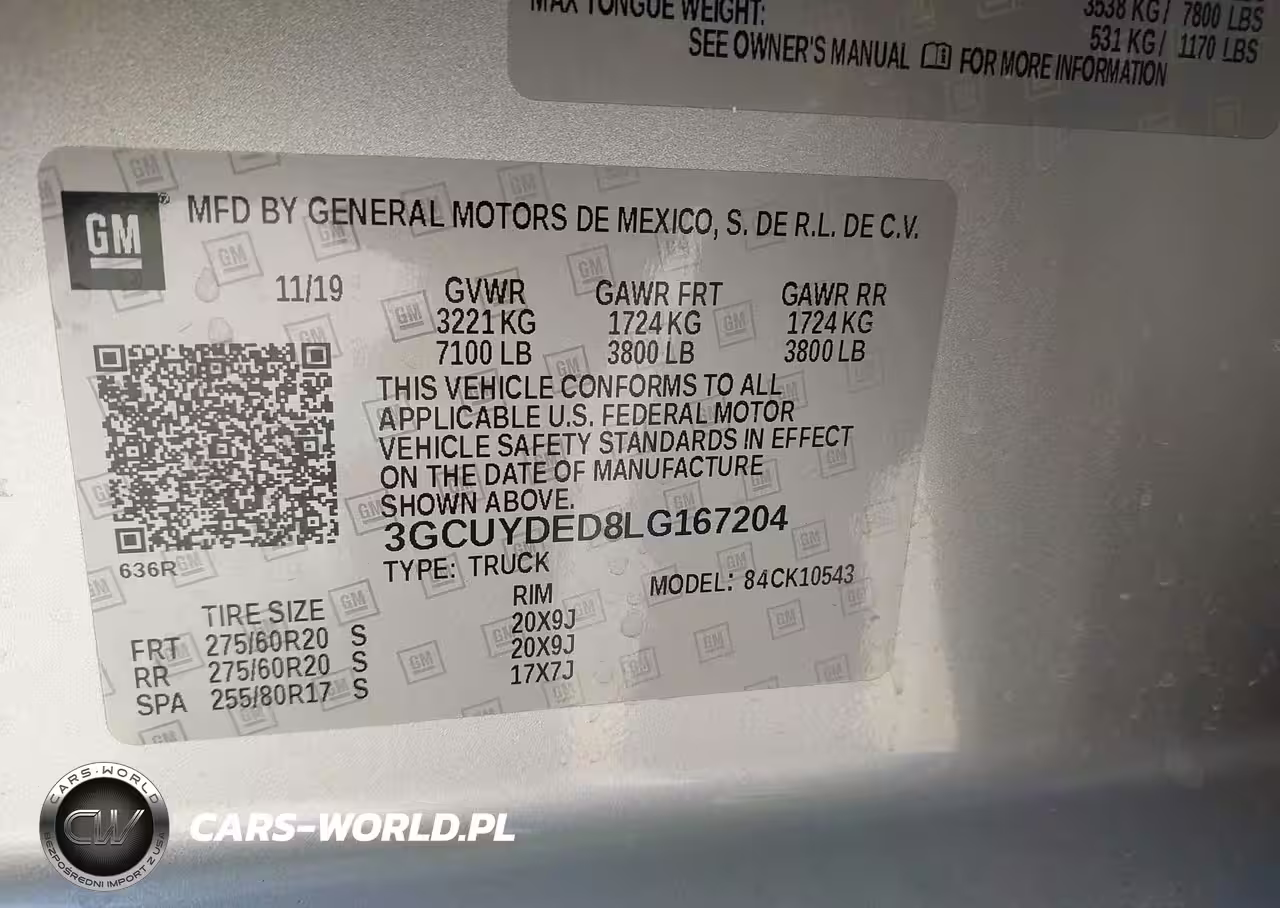 MAX TONGUE WEIGHT:
3538 KG/ 7800 LBS
531 KG/ 1170 LBS
SEE OWNER'S MANUAL FOR MORE INFORMATION
GM
MFD BY GENERAL MOTORS DE MEXICO, S. DE R.L. DE C.V.
11/19 GVWR GAWR FRT GAWR RR
3221 KG 1724 KG 1724 KG
7100 LB 3800 LB 3800 LB
THIS VEHICLE CONFORMS TO ALL
APPLICABLE U.S. FEDERAL MOTOR
VEHICLE SAFETY STANDARDS IN EFFECT
ON THE DATE OF MANUFACTURE
SHOWN ABOVE.
3GCUYDED8LG167204
636R
TYPE: TRUCK MODEL: 84CK10543
TIRE SIZE RIM
FRT 275/60R20 S 20X9J
RR 275/60R20 S 20X9J
SPA 255/80R17 S 17X7J
CARS-WORLD
CW
BEZPOŚREDNI IMPORT Z USA
CARS-WORLD.PL